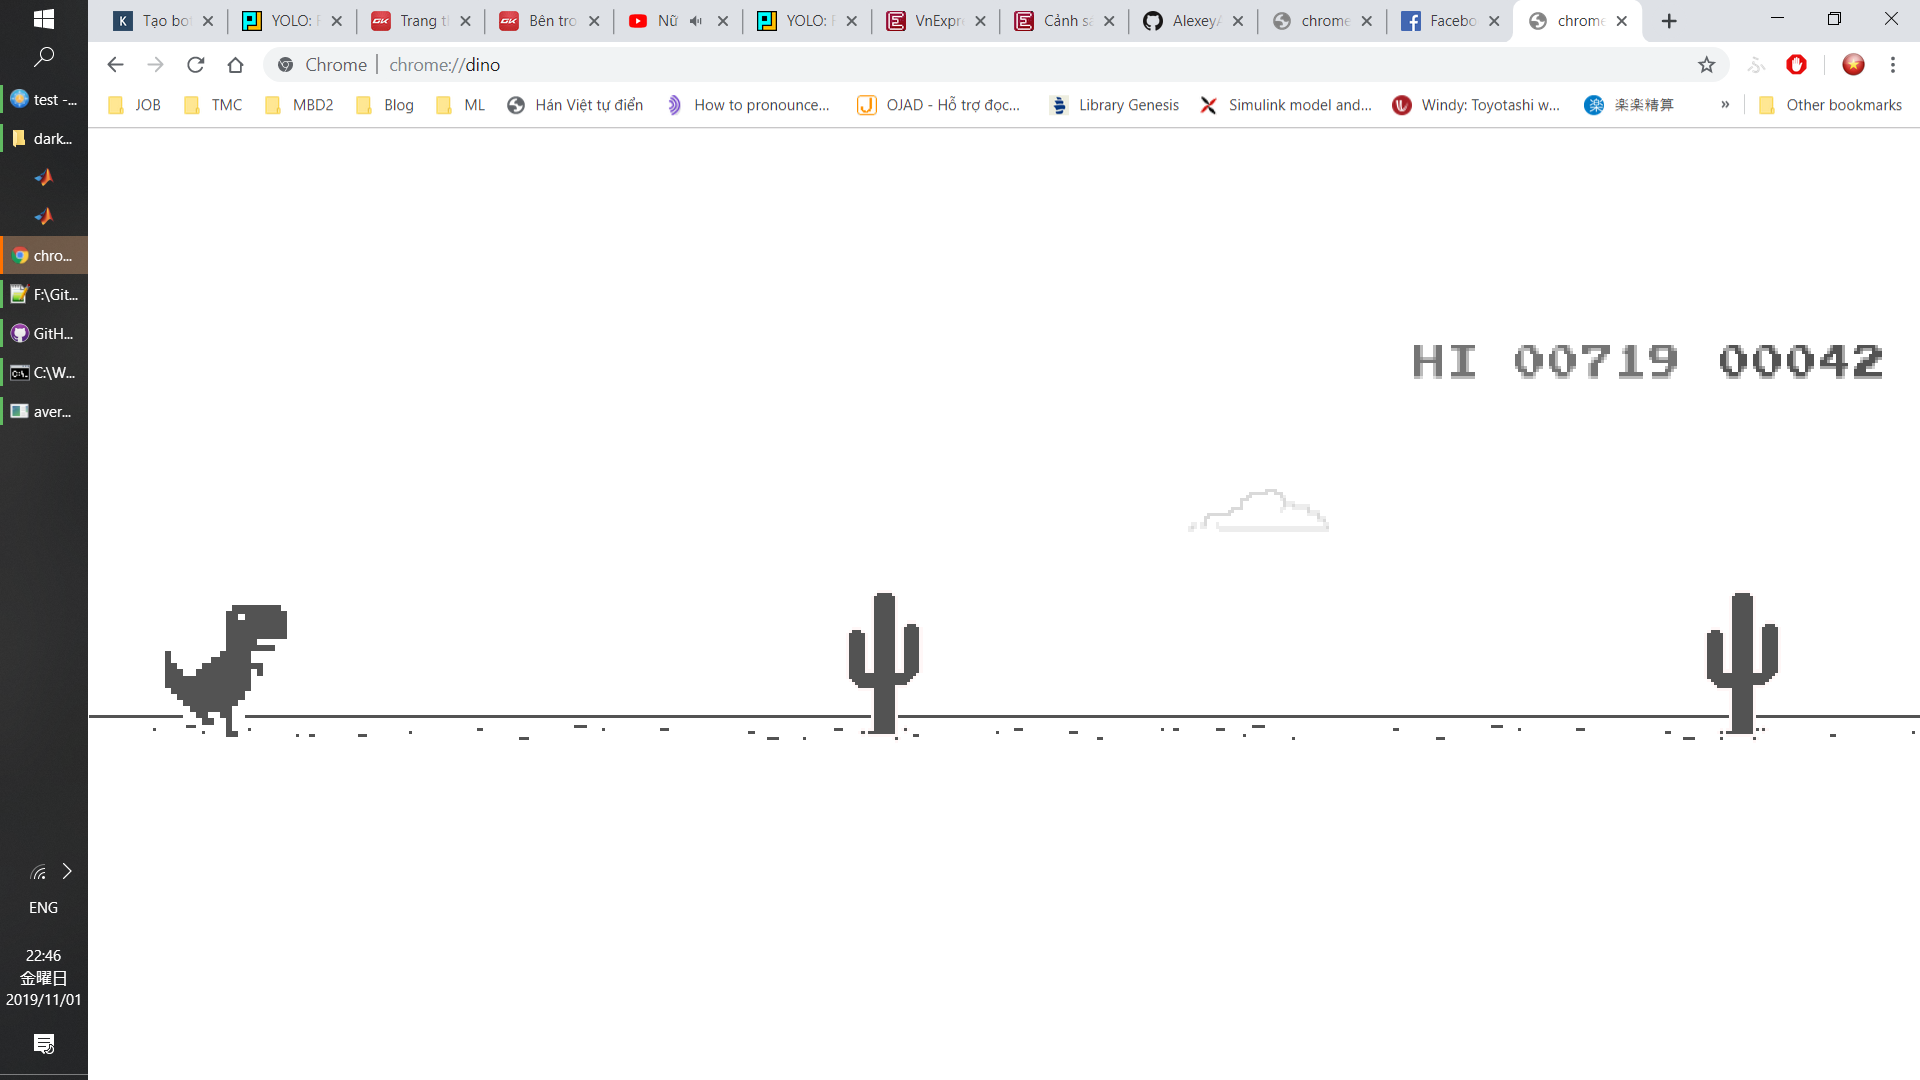 Tạo bo
YOLO: F
Trang t
Bên tro
Nữ
YOLO: F
VnExpr
Cảnh sá
AlexeyA
chrome
Facebo
chrome
Chrome | chrome://dino
JOB
TMC
MBD2
Blog
ML
Hán Việt tự điển
How to pronounce...
OJAD - Hỗ trợ đọc...
Library Genesis
Simulink model and...
Windy: Toyotashi w...
楽楽精算
»
Other bookmarks
test -...
dark...
chro...
F:\Git...
GitH...
C:\W...
aver...
HI 00719 00042
ENG
22:46
金曜日
2019/11/01